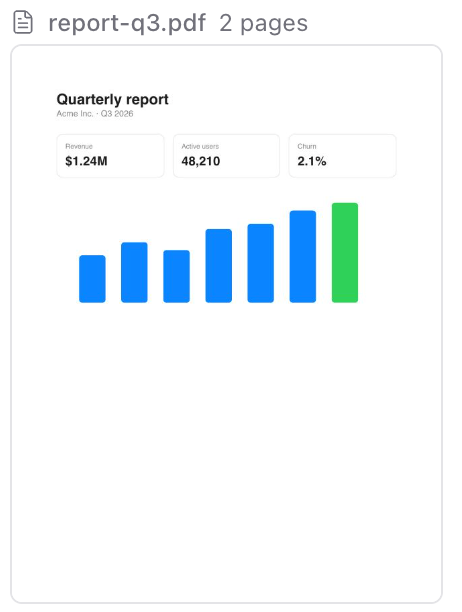 report-q3.pdf 2 pages
Quarterly report
Acme Inc. · Q3 2026
Revenue
$1.24M
Active users
48,210
Churn
2.1%